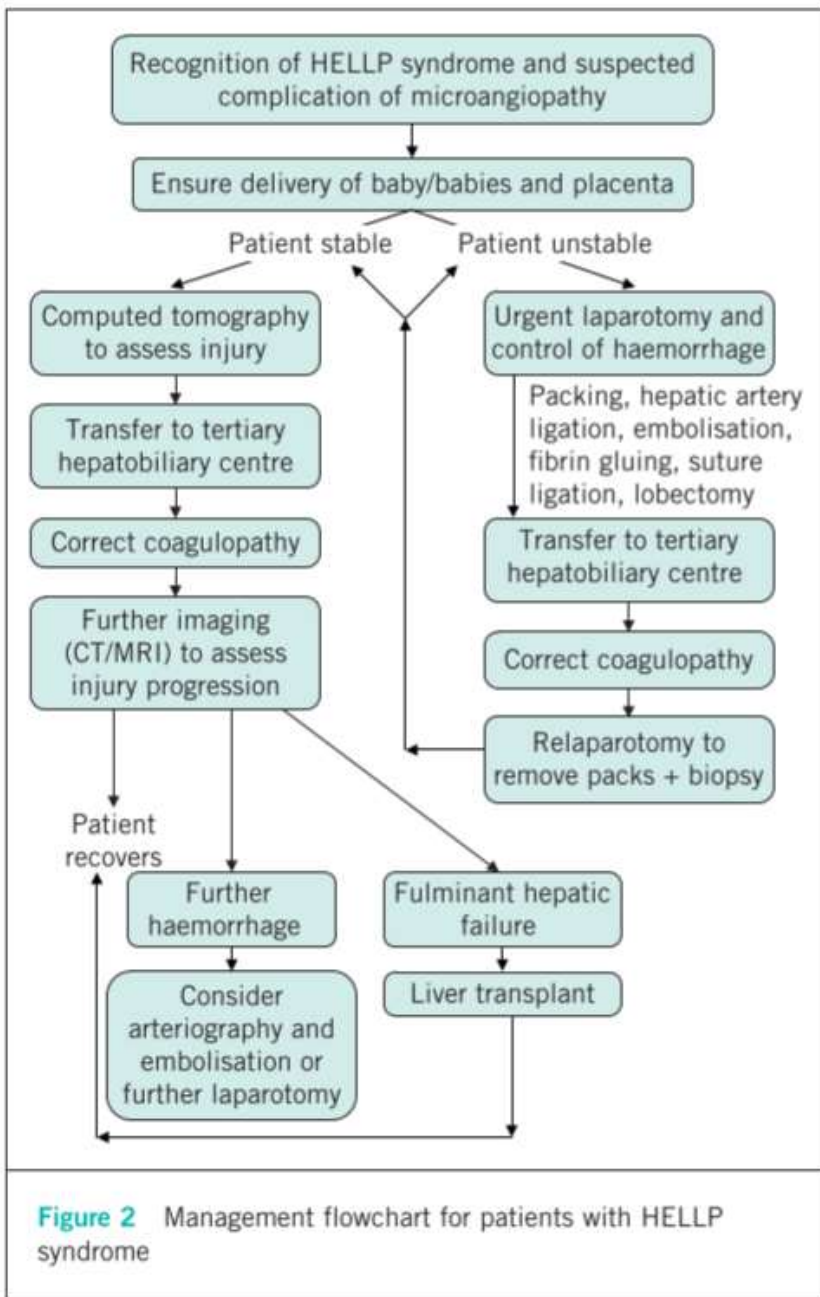 Recognition of HELLP syndrome and suspected
complication of microangiopathy
Ensure delivery of baby/babies and placenta
Patient stable
Patient unstable
Computed tomography
to assess injury
Transfer to tertiary
hepatobiliary centre
Correct coagulopathy
Further imaging
(CT/MRI) to assess
injury progression
Urgent laparotomy and
control of haemorrhage
Packing, hepatic artery
ligation, embolisation,
fibrin gluing, suture
ligation, lobectomy
Transfer to tertiary
hepatobiliary centre
Correct coagulopathy
Relaparotomy to
remove packs + biopsy
Patient
recovers
Further
haemorrhage
Consider
arteriography and
embolisation or
further laparotomy
Fulminant hepatic
failure
Liver transplant
Figure 2 Management flowchart for patients with HELLP
syndrome